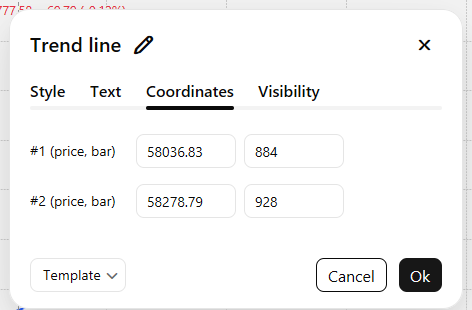 Trend line
Style Text Coordinates Visibility
#1 (price, bar) 58036.83 884
#2 (price, bar) 58278.79 928
Template Cancel Ok